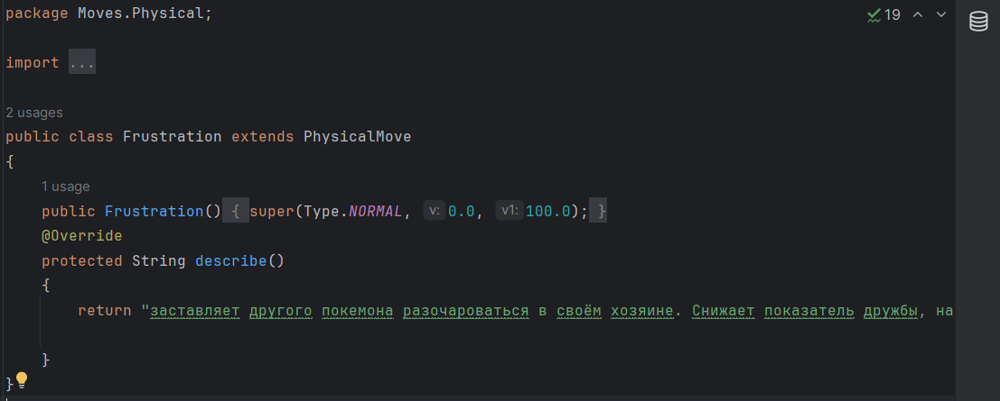 package Moves.Physical;
19
import ...
2 usages
public class Frustration extends PhysicalMove
{
1 usage
public Frustration() { super(Type.NORMAL, v: 0.0, v1: 100.0); }
@Override
protected String describe()
{
return "заставляет другого покемона разочароваться в своём хозяине. Снижает показатель дружбы, на
}
}